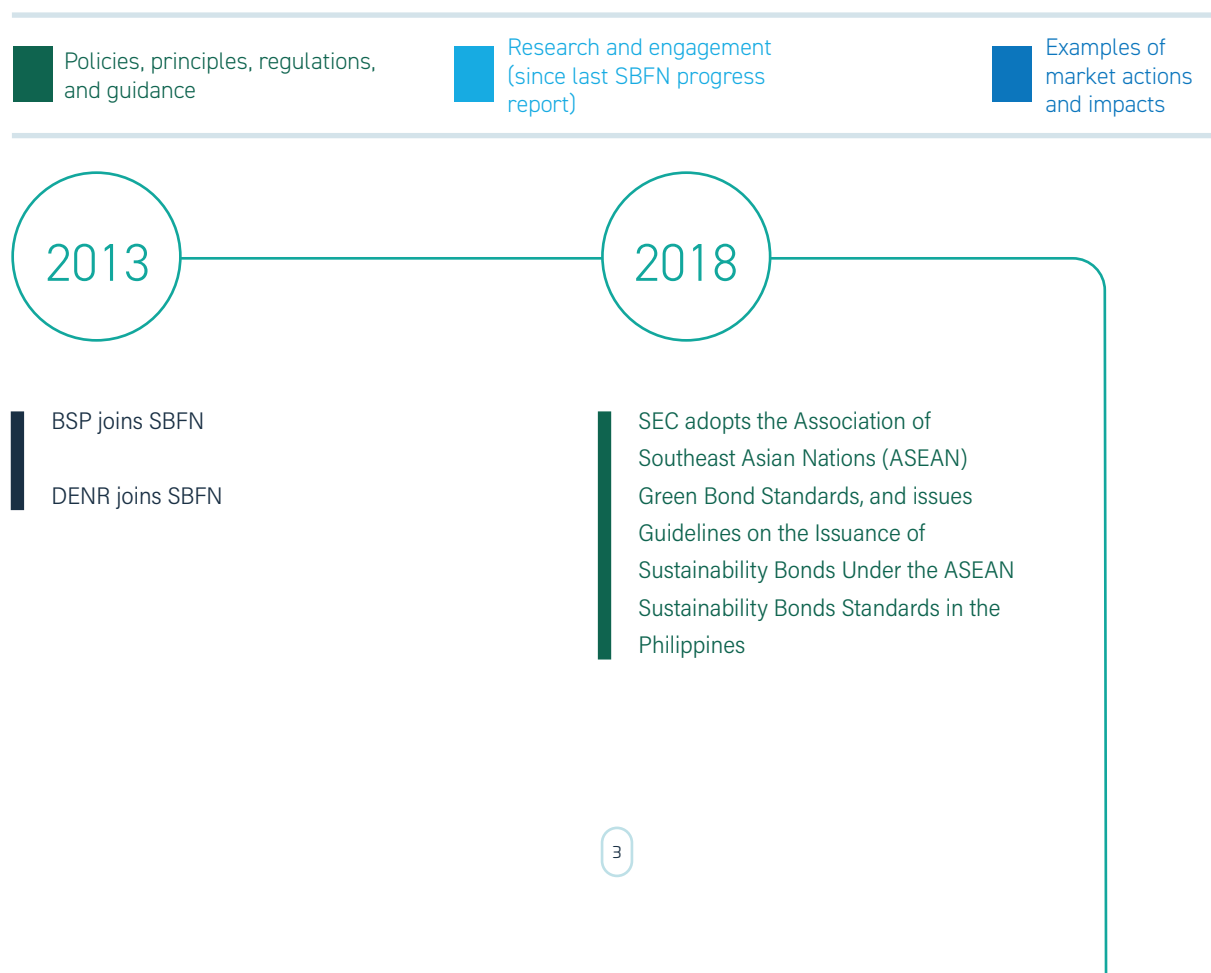 Policies, principles, regulations,
and guidance
Research and engagement
(since last SBFN progress
report)
Examples of
market actions
and impacts
2013
2018
BSP joins SBFN
DENR joins SBFN
SEC adopts the Association of
Southeast Asian Nations (ASEAN)
Green Bond Standards, and issues
Guidelines on the Issuance of
Sustainability Bonds Under the ASEAN
Sustainability Bonds Standards in the
Philippines
3